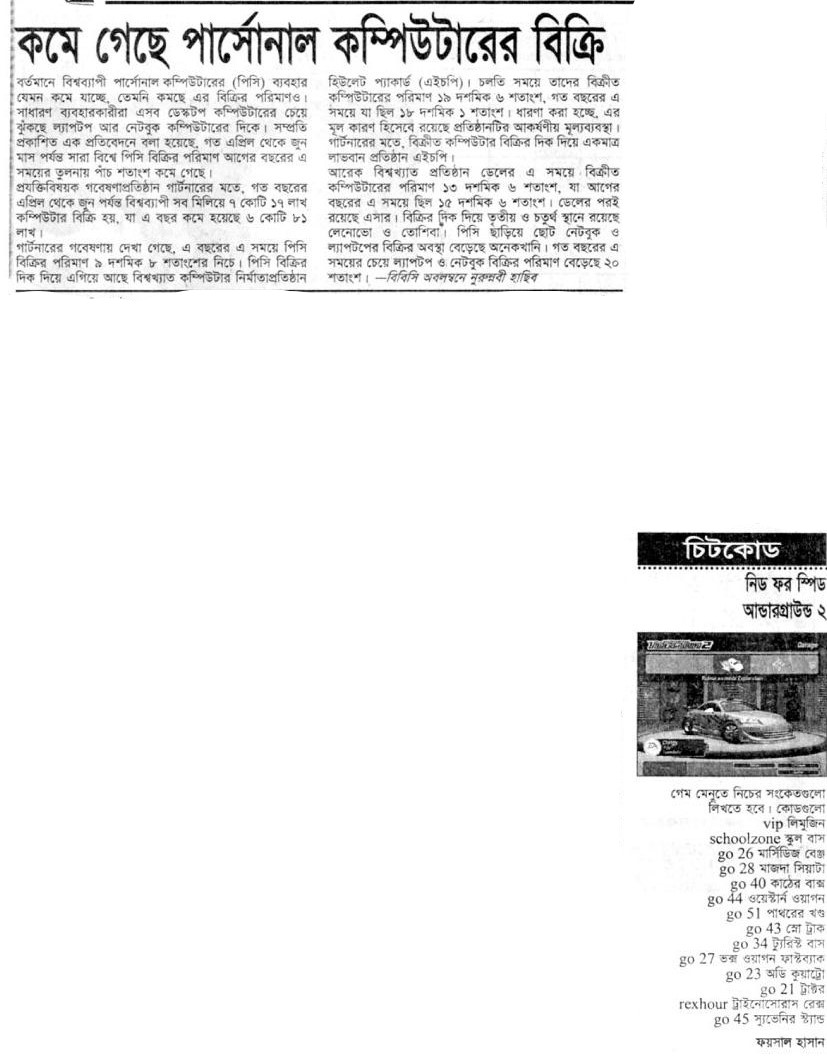 কমে গেছে পার্সোনাল কম্পিউটারের বিক্রি
বর্তমানে বিশ্বব্যাপী পার্সোনাল কম্পিউটারের (পিসি) ব্যবহার
যেমন কমে যাচ্ছে, তেমনি কমছে এর বিক্রির পরিমাণও।
সাধারণ ব্যবহারকারীরা এসব ডেস্কটপ কম্পিউটারের চেয়ে
ঝুঁকছে ল্যাপটপ আর নেটবুক কম্পিউটারের দিকে। সম্প্রতি
প্রকাশিত এক প্রতিবেদনে বলা হয়েছে, গত এপ্রিল থেকে জুন
মাস পর্যন্ত সারা বিশ্বে পিসি বিক্রির পরিমাণ আগের বছরের এ
সময়ের তুলনায় পাঁচ শতাংশ কমে গেছে।
প্রযুক্তিবিষয়ক গবেষণাপ্রতিষ্ঠান গার্টনারের মতে, গত বছরের
এপ্রিল থেকে জুন পর্যন্ত বিশ্বব্যাপী সব মিলিয়ে ৭ কোটি ১৭ লাখ
কম্পিউটার বিক্রি হয়, যা এ বছর কমে হয়েছে ৬ কোটি ৮১
লাখ।
গার্টনারের গবেষণায় দেখা গেছে, এ বছরের এ সময়ে পিসি
বিক্রির পরিমাণ ৯ দশমিক ৮ শতাংশের নিচে। পিসি বিক্রির
দিক দিয়ে এগিয়ে আছে বিশ্বখ্যাত কম্পিউটার নির্মাতাপ্রতিষ্ঠান
হিউলেট প্যাকার্ড (এইচপি)। চলতি সময়ে তাদের বিক্রীত
কম্পিউটারের পরিমাণ ১৯ দশমিক ৬ শতাংশ, গত বছরের এ
সময়ে যা ছিল ১৮ দশমিক ১ শতাংশ। ধারণা করা হচ্ছে, এর
মূল কারণ হিসেবে রয়েছে প্রতিষ্ঠানটির আকর্ষণীয় মূল্যব্যবস্থা।
গার্টনারের মতে, বিক্রীত কম্পিউটার বিক্রির দিক দিয়ে একমাত্র
লাভবান প্রতিষ্ঠান এইচপি।
আরেক বিশ্বখ্যাত প্রতিষ্ঠান ডেলের এ সময়ে বিক্রীত
কম্পিউটারের পরিমাণ ১৩ দশমিক ৬ শতাংশ, যা আগের
বছরের এ সময়ে ছিল ১৫ দশমিক ৬ শতাংশ। ডেলের পরই
রয়েছে এসার। বিক্রির দিক দিয়ে তৃতীয় ও চতুর্থ স্থানে রয়েছে
লেনোভো ও তোশিবা। পিসি ছাড়িয়ে ছোট নেটবুক ও
ল্যাপটপের বিক্রির অবস্থা বেড়েছে অনেকখানি। গত বছরের এ
সময়ের চেয়ে ল্যাপটপ ও নেটবুক বিক্রির পরিমাণ বেড়েছে ২০
শতাংশ। —বিবিসি অবলম্বনে নুরুন্নবী হাছিব
চিটকোড
নিড ফর স্পিড
আন্ডারগ্রাউন্ড ২
গেম মেনুতে নিচের সংকেতগুলো
লিখতে হবে। কোডগুলো
vip লিমুজিন
schoolzone স্কুল বাস
go 26 মার্সিডিজ বেঞ্জ
go 28 মাজদা সিয়াটা
go 40 কাঠের বাক্স
go 44 ওয়েস্টার্ন ওয়াগন
go 51 পাথরের খণ্ড
go 43 স্নো ট্রাক
go 34 ট্যুরিস্ট বাস
go 27 ভক্স ওয়াগন ফাস্টব্যাক
go 23 অডি কুয়াট্রো
go 21 ট্রাক্টর
rexhour ট্রাইনোসোরাস রেক্স
go 45 স্যুভেনির স্ট্যান্ড
ফয়সাল হাসান